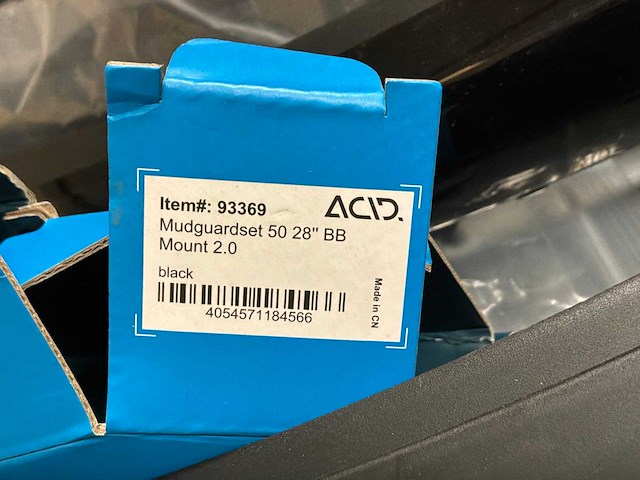 Item#: 93369
ACID.
Mudguardset 50 28" BB
Mount 2.0
black
4054571184566
Made in CN